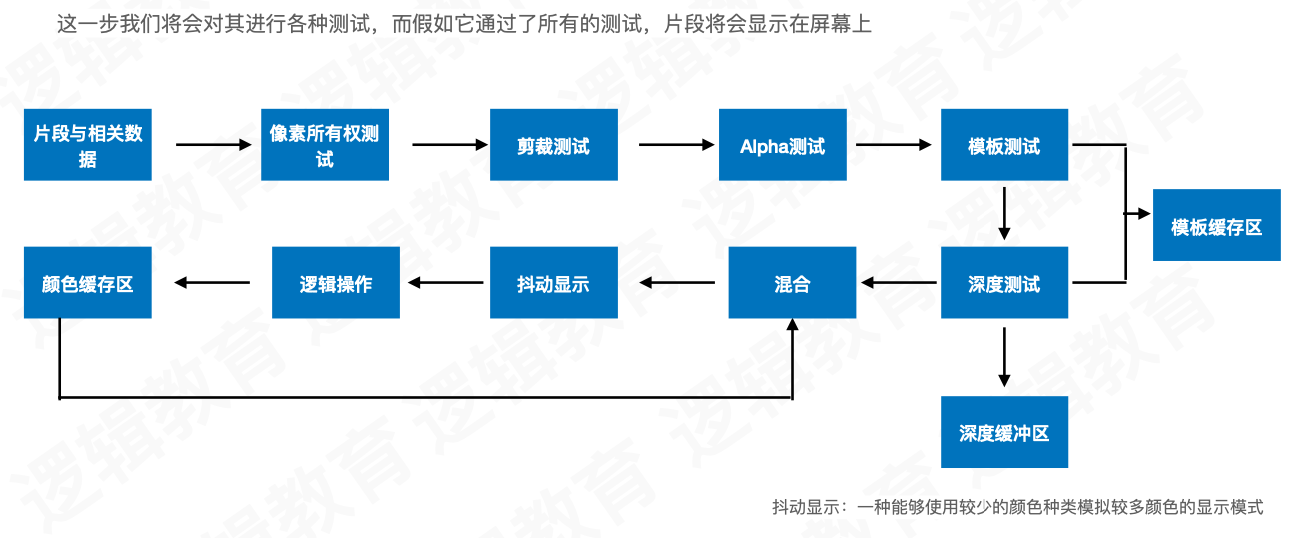 这一步我们将会对其进行各种测试，而假如它通过了所有的测试，片段将会显示在屏幕上
片段与相关数
据
像素所有权测
试
剪裁测试
Alpha测试
模板测试
模板缓存区
颜色缓存区
逻辑操作
抖动显示
混合
深度测试
深度缓冲区
抖动显示：一种能够使用较少的颜色种类模拟较多颜色的显示模式
逻辑教育